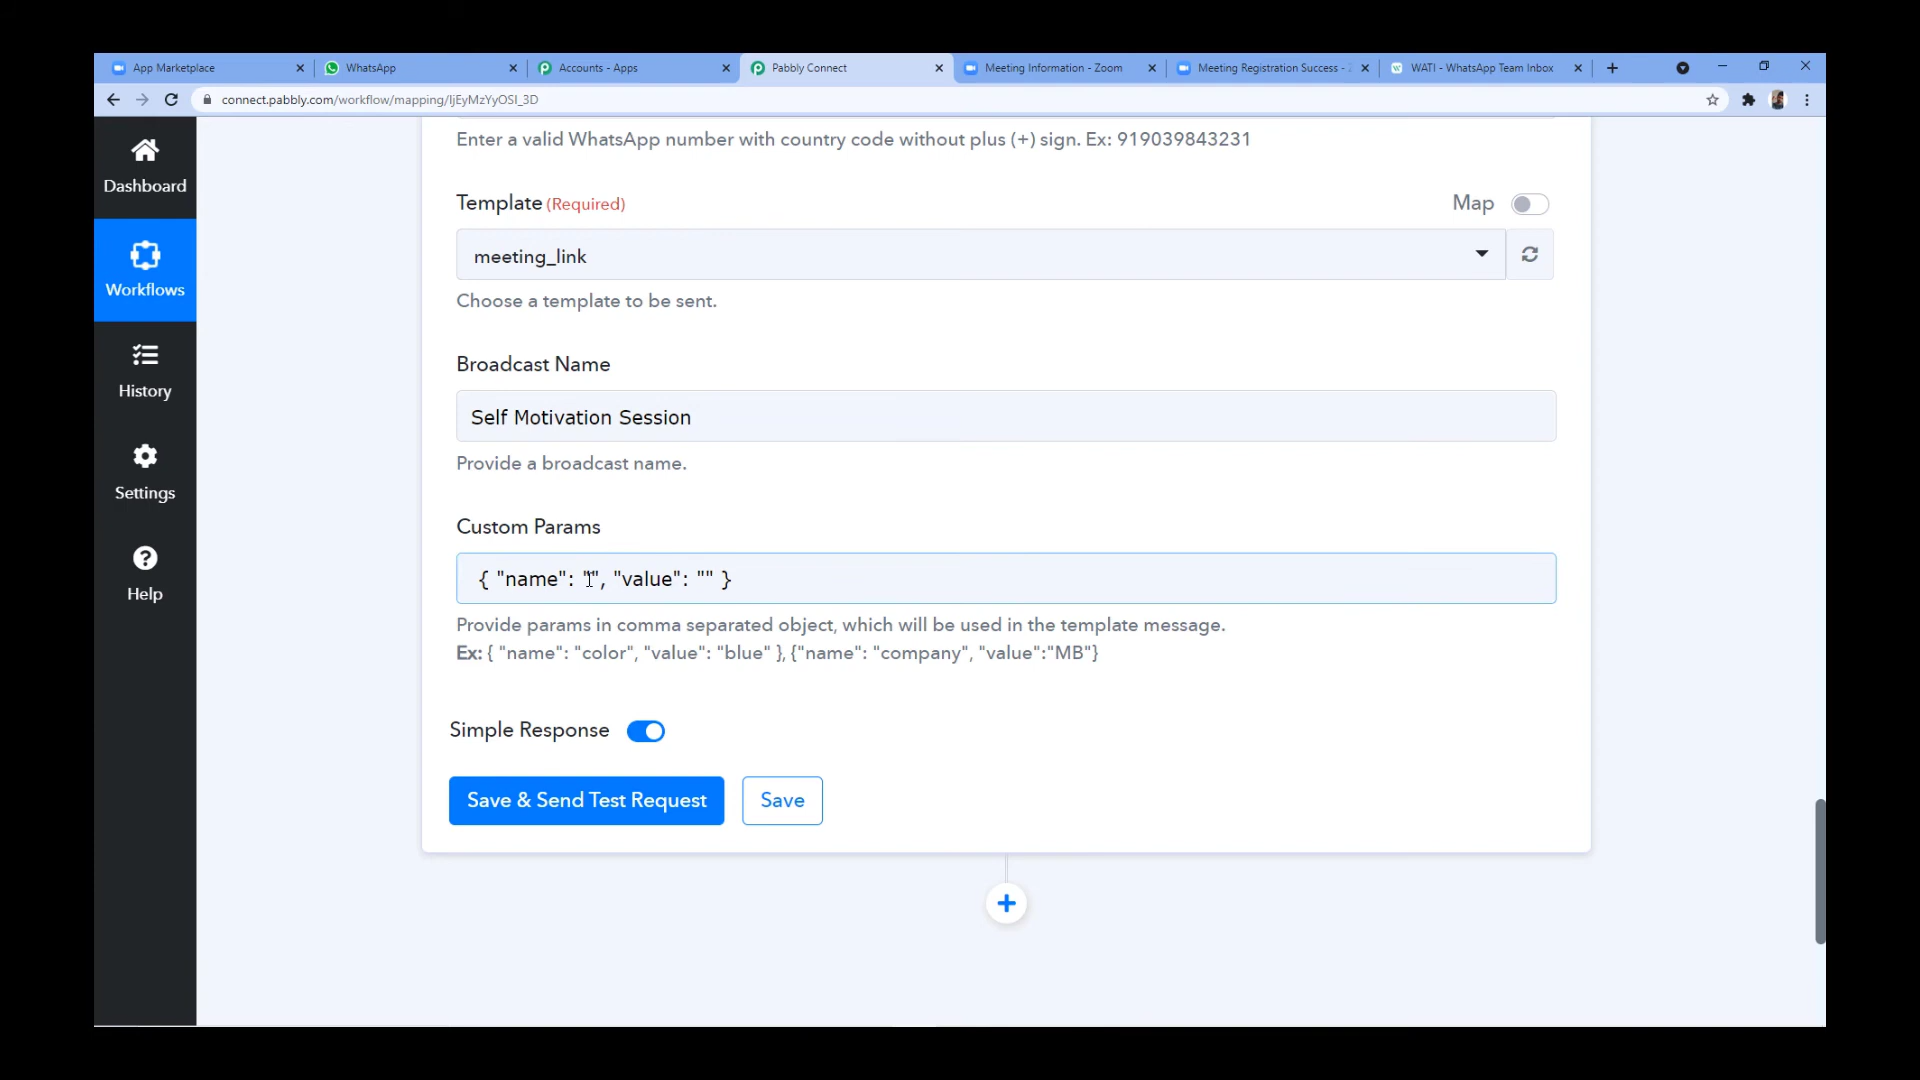 App Marketplace
WhatsApp
Accounts - Apps
Pabbly Connect
Meeting Information - Zoom
Meeting Registration Success -
WATI - WhatsApp Team Inbox
connect.pabbly.com/workflow/mapping/IjEyMzYyOSI_3D
Dashboard
Workflows
History
Settings
Help
Enter a valid WhatsApp number with country code without plus (+) sign. Ex: 919039843231
Template (Required)
Map
meeting_link
Choose a template to be sent.
Broadcast Name
Self Motivation Session
Provide a broadcast name.
Custom Params
{ "name": "", "value": "" }
Provide params in comma separated object, which will be used in the template message.
Ex: { "name": "color", "value": "blue" }, {"name": "company", "value":"MB"}
Simple Response
Save & Send Test Request
Save